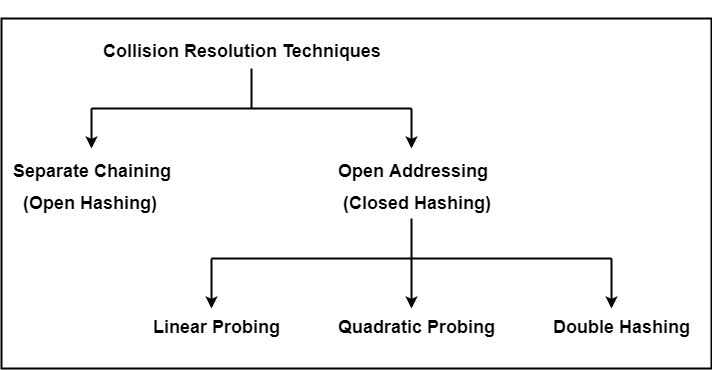 Collision Resolution Techniques
Separate Chaining
(Open Hashing)
Open Addressing
(Closed Hashing)
Linear Probing
Quadratic Probing
Double Hashing